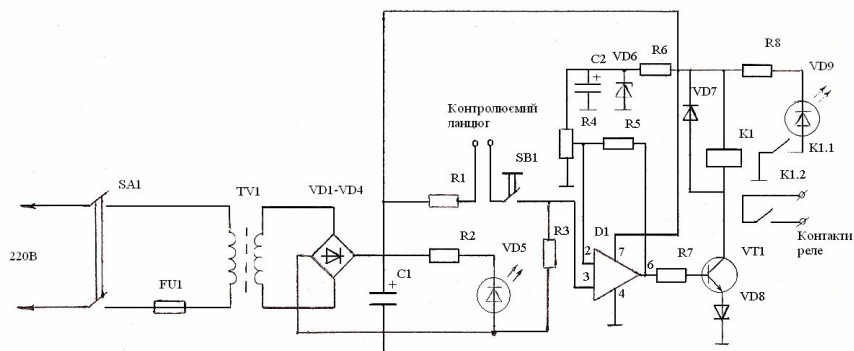 C2
VD6
R6
R8
VD9
VD7
Контролюємий
ланцюг
R4
R5
K1
K1.1
SB1
R1
K1.2
SA1
TV1
VD1-VD4
R3
D1
Контакти
реле
R2
2
7
220В
VD5
3
6
R7
VT1
C1
4
FU1
VD8
+
+